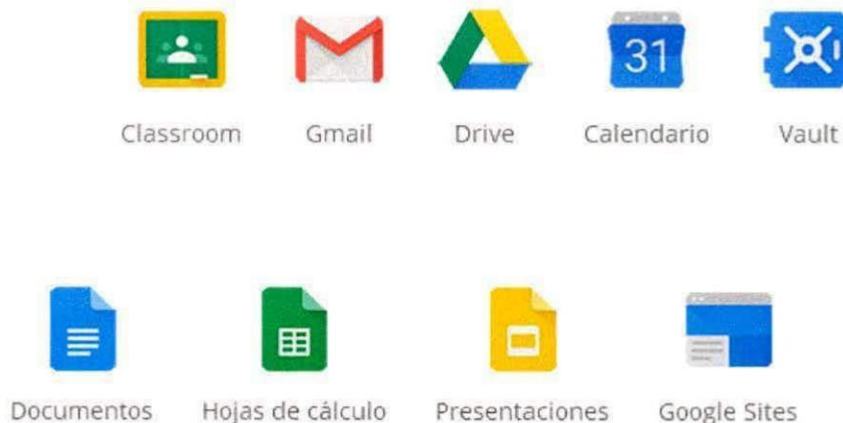 31
Classroom Gmail Drive Calendario Vault
Documentos Hojas de cálculo Presentaciones Google Sites